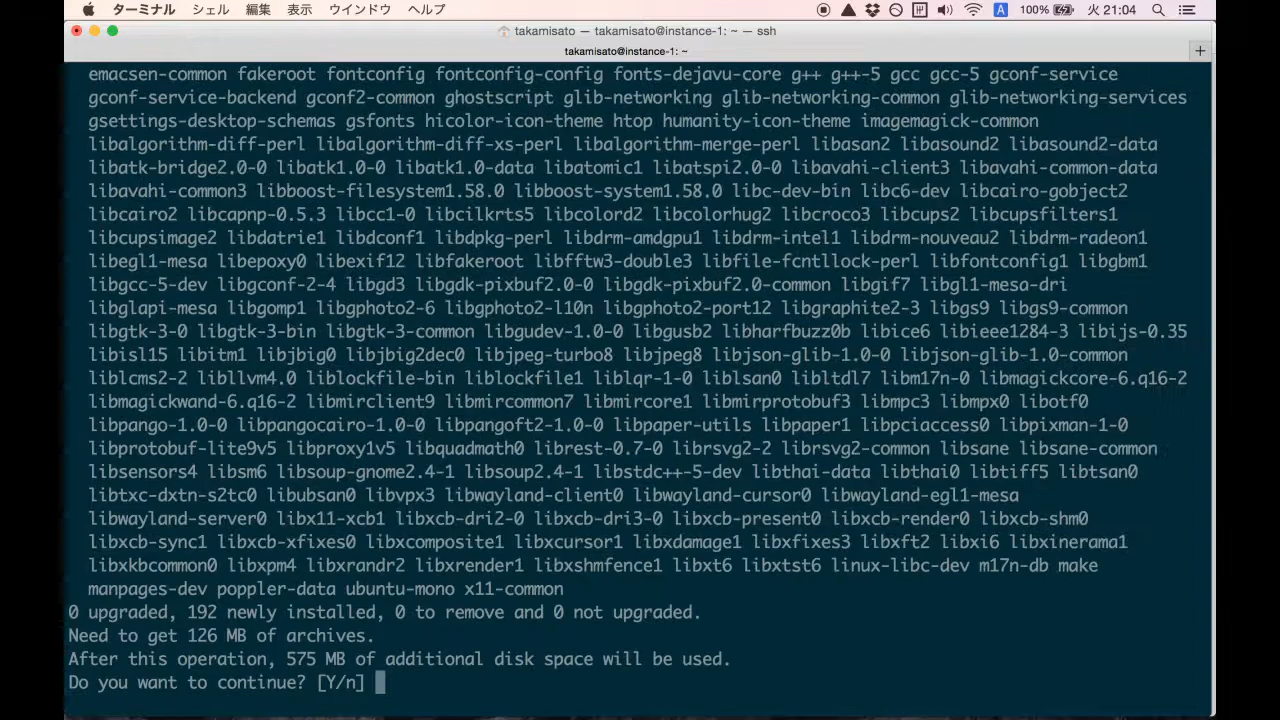 ターミナル シェル 編集 表示 ウインドウ ヘルプ A 100% 火 21:04
takamisato@instance-1: ~ — ssh
takamisato@instance-1: ~
+
emacsen-common fakeroot fontconfig fontconfig-config fonts-dejavu-core g++ g++-5 gcc gcc-5 gconf-service
gconf-service-backend gconf2-common ghostscript glib-networking glib-networking-common glib-networking-services
gsettings-desktop-schemas gsfonts hicolor-icon-theme htop humanity-icon-theme imagemagick-common
libalgorithm-diff-perl libalgorithm-diff-xs-perl libalgorithm-merge-perl libasan2 libasound2 libasound2-data
libatk-bridge2.0-0 libatk1.0-0 libatk1.0-data libatomic1 libatspi2.0-0 libavahi-client3 libavahi-common-data
libavahi-common3 libboost-filesystem1.58.0 libboost-system1.58.0 libc-dev-bin libc6-dev libcairo-gobject2
libcairo2 libcapnp-0.5.3 libcc1-0 libcilkrts5 libcolord2 libcolorhug2 libcroco3 libcups2 libcupsfilters1
libcupsimage2 libdatrie1 libdconf1 libdpkg-perl libdrm-amdgpu1 libdrm-intel1 libdrm-nouveau2 libdrm-radeon1
libegl1-mesa libepoxy0 libexif12 libfakeroot libfftw3-double3 libfile-fcntllock-perl libfontconfig1 libgbm1
libgcc-5-dev libgconf-2-4 libgd3 libgdk-pixbuf2.0-0 libgdk-pixbuf2.0-common libgif7 libgl1-mesa-dri
libglapi-mesa libgomp1 libgphoto2-6 libgphoto2-l10n libgphoto2-port12 libgraphite2-3 libgs9 libgs9-common
libgtk-3-0 libgtk-3-bin libgtk-3-common libgudev-1.0-0 libgusb2 libharfbuzz0b libice6 libieee1284-3 libijs-0.35
libisl15 libitm1 libjbig0 libjbig2dec0 libjpeg-turbo8 libjpeg8 libjson-glib-1.0-0 libjson-glib-1.0-common
liblcms2-2 libllvm4.0 liblockfile-bin liblockfile1 liblqr-1-0 liblsan0 libltdl7 libm17n-0 libmagickcore-6.q16-2
libmagickwand-6.q16-2 libmirclient9 libmircommon7 libmircore1 libmirprotobuf3 libmpc3 libmpx0 libotf0
libpango-1.0-0 libpangocairo-1.0-0 libpangoft2-1.0-0 libpaper-utils libpaper1 libpciaccess0 libpixman-1-0
libprotobuf-lite9v5 libproxy1v5 libquadmath0 librest-0.7-0 librsvg2-2 librsvg2-common libsane libsane-common
libsensors4 libsm6 libsoup-gnome2.4-1 libsoup2.4-1 libstdc++-5-dev libthai-data libthai0 libtiff5 libtsan0
libtxc-dxtn-s2tc0 libubsan0 libvpx3 libwayland-client0 libwayland-cursor0 libwayland-egl1-mesa
libwayland-server0 libx11-xcb1 libxcb-dri2-0 libxcb-dri3-0 libxcb-present0 libxcb-render0 libxcb-shm0
libxcb-sync1 libxcb-xfixes0 libxcomposite1 libxcursor1 libxdamage1 libxfixes3 libxft2 libxi6 libxinerama1
libxkbcommon0 libxpm4 libxrandr2 libxrender1 libxshmfence1 libxt6 libxtst6 linux-libc-dev m17n-db make
manpages-dev poppler-data ubuntu-mono x11-common
0 upgraded, 192 newly installed, 0 to remove and 0 not upgraded.
Need to get 126 MB of archives.
After this operation, 575 MB of additional disk space will be used.
Do you want to continue? [Y/n]